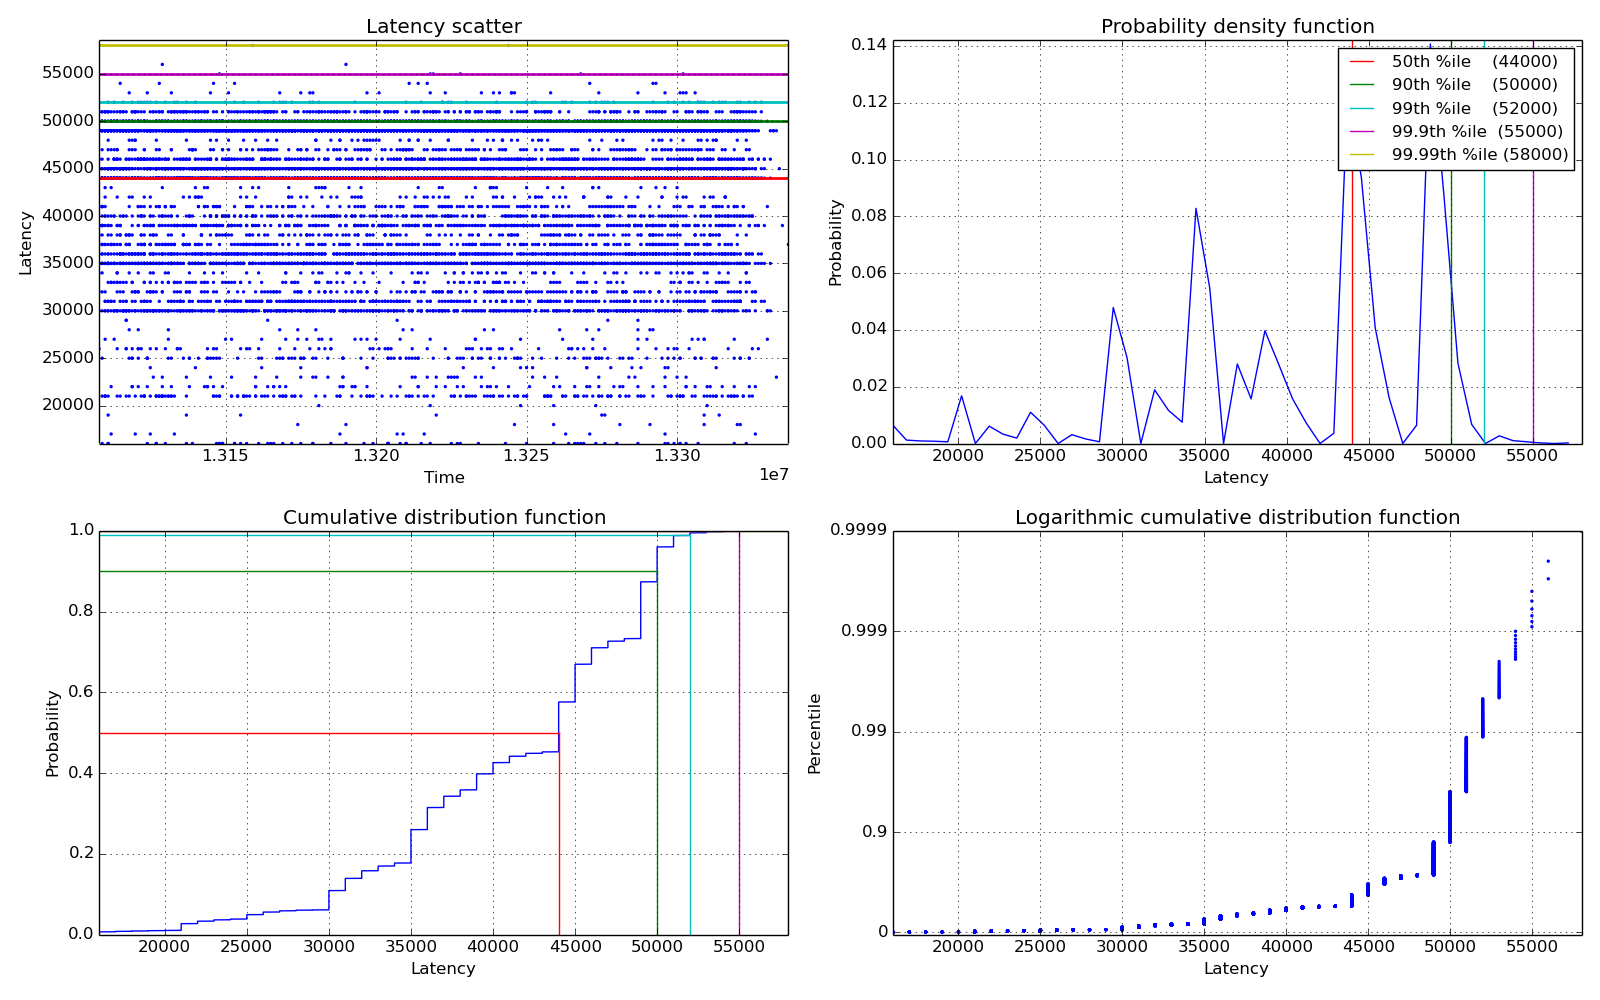 Latency scatter
55000
50000
45000
40000
35000
30000
25000
20000
Latency
1.315 1.320 1.325 1.330
1e7
Time
Probability density function
0.14
0.12
0.10
0.08
0.06
0.04
0.02
0.00
Probability
50th %ile (44000)
90th %ile (50000)
99th %ile (52000)
99.9th %ile (55000)
99.99th %ile (58000)
20000 25000 30000 35000 40000 45000 50000 55000
Latency
Cumulative distribution function
1.0
0.8
0.6
0.4
0.2
0.0
Probability
20000 25000 30000 35000 40000 45000 50000 55000
Latency
Logarithmic cumulative distribution function
0.9999
0.999
0.99
0.9
0
Percentile
20000 25000 30000 35000 40000 45000 50000 55000
Latency